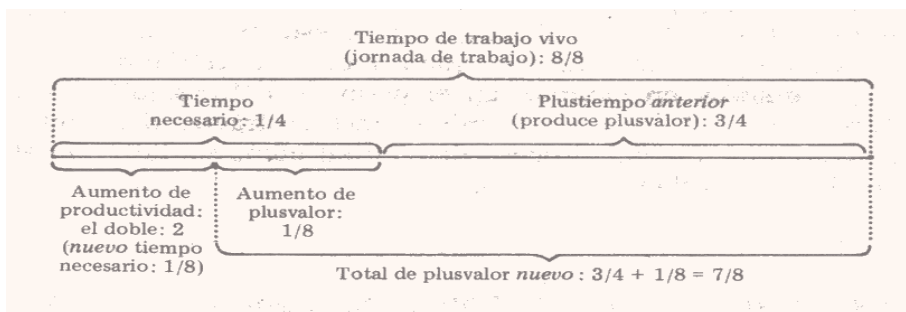 Tiempo de trabajo vivo
(jornada de trabajo): 8/8
Tiempo
necesario: 1/4
Plustiempo anterior
(produce plusvalor): 3/4
Aumento de
productividad:
el doble: 2
(nuevo tiempo
necesario: 1/8)
Aumento de
plusvalor:
1/8
Total de plusvalor nuevo : 3/4 + 1/8 = 7/8